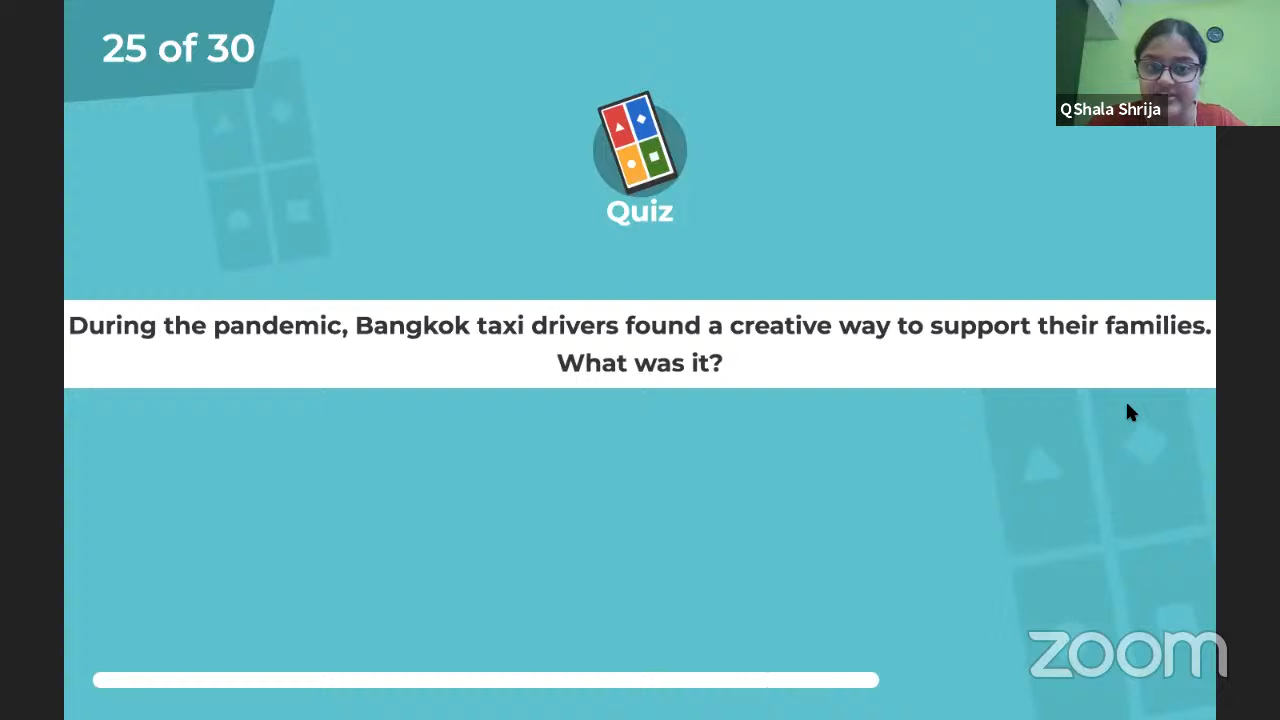 25 of 30
QShala Shrija
Quiz
During the pandemic, Bangkok taxi drivers found a creative way to support their families.
What was it?
zoom